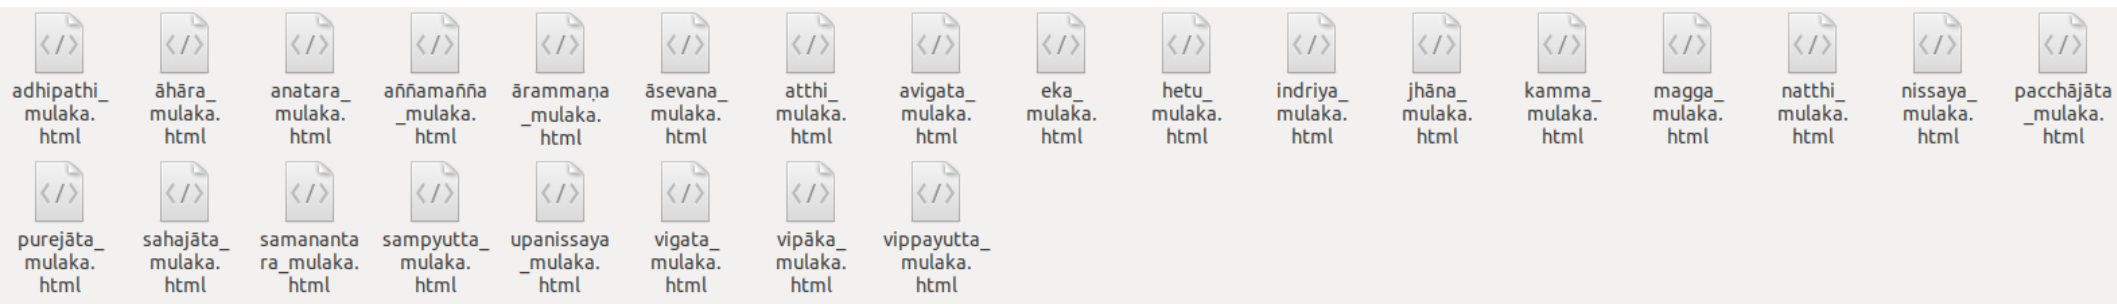 adhipathi_ āhāra_ anatara_ aññamañña ārammaṇa āsevana_ atthi_ avigata_ eka_ hetu_ indriya_ jhāna_ kamma_ magga_ natthi_ nissaya_ pacchājāta
mulaka. mulaka. mulaka. _mulaka. _mulaka. mulaka. mulaka. mulaka. mulaka. mulaka. mulaka. mulaka. mulaka. mulaka. mulaka. mulaka. _mulaka.
html html html html html html html html html html html html html html html html html
purejāta_ sahajāta_ samananta sampyutta_ upanissaya vigata_ vipāka_ vippayutta_
mulaka. mulaka. ra_mulaka. mulaka. _mulaka. mulaka. mulaka. mulaka.
html html html html html html html html